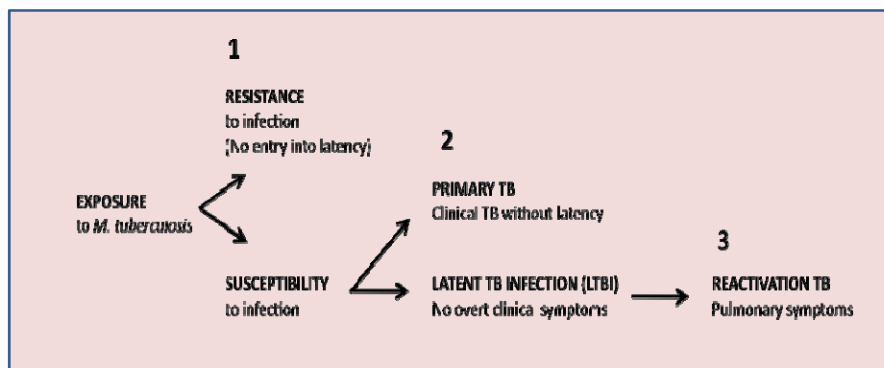 1
RESISTANCE
to infection
(No entry into latency)
2
EXPOSURE
to M. tuberculosis
PRIMARY TB
Clinical TB without latency
3
SUSCEPTIBILITY
to infection
LATENT TB INFECTION (LTBI)
No overt clinical symptoms
REACTIVATION TB
Pulmonary symptoms